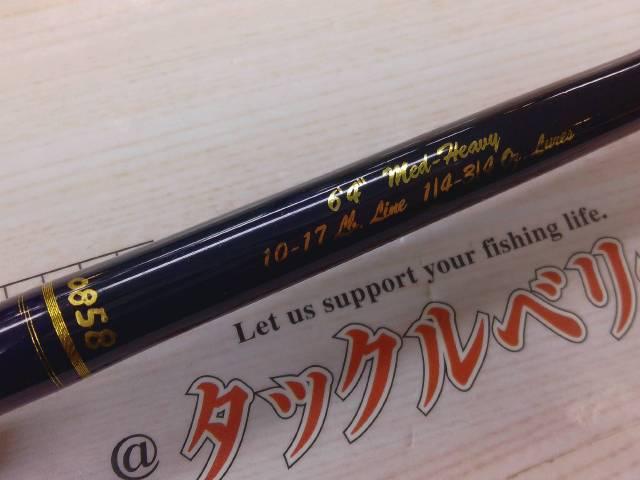 6'4" Med-Heavy
10-17 Lb. Line 1/4-3/4 Oz. Lures
6858
Let us support your fishing life.
@タックルベリ